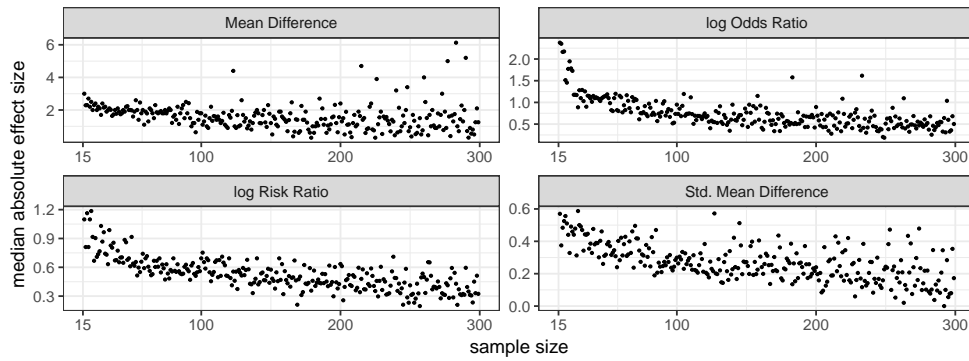 Mean Difference
log Odds Ratio
6
4
2
2.0
1.5
1.0
0.5
15 100 200 300
15 100 200 300
log Risk Ratio
Std. Mean Difference
1.2
0.9
0.6
0.3
0.6
0.4
0.2
0.0
15 100 200 300
15 100 200 300
median absolute effect size
sample size